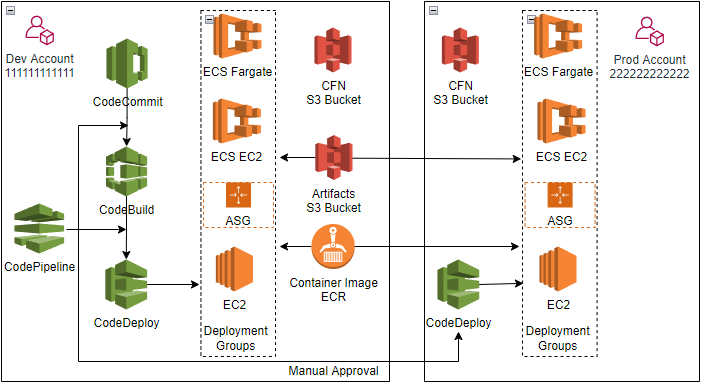 Dev Account
111111111111
CodeCommit
CodeBuild
CodePipeline
CodeDeploy
ECS Fargate
ECS EC2
ASG
EC2
Deployment
Groups
CFN
S3 Bucket
Artifacts
S3 Bucket
Container Image
ECR
Manual Approval
CFN
S3 Bucket
CodeDeploy
ECS Fargate
ECS EC2
ASG
EC2
Deployment
Groups
Prod Account
222222222222